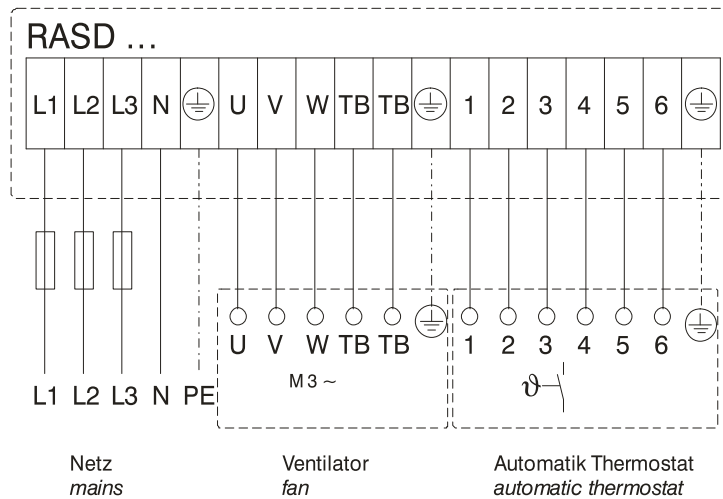 RASD ...
L1 L2 L3 N U V W TB TB 1 2 3 4 5 6
U V W TB TB 1 2 3 4 5 6
M 3 ~ ϑ
L1 L2 L3 N PE
Netz Ventilator Automatik Thermostat
mains fan automatic thermostat